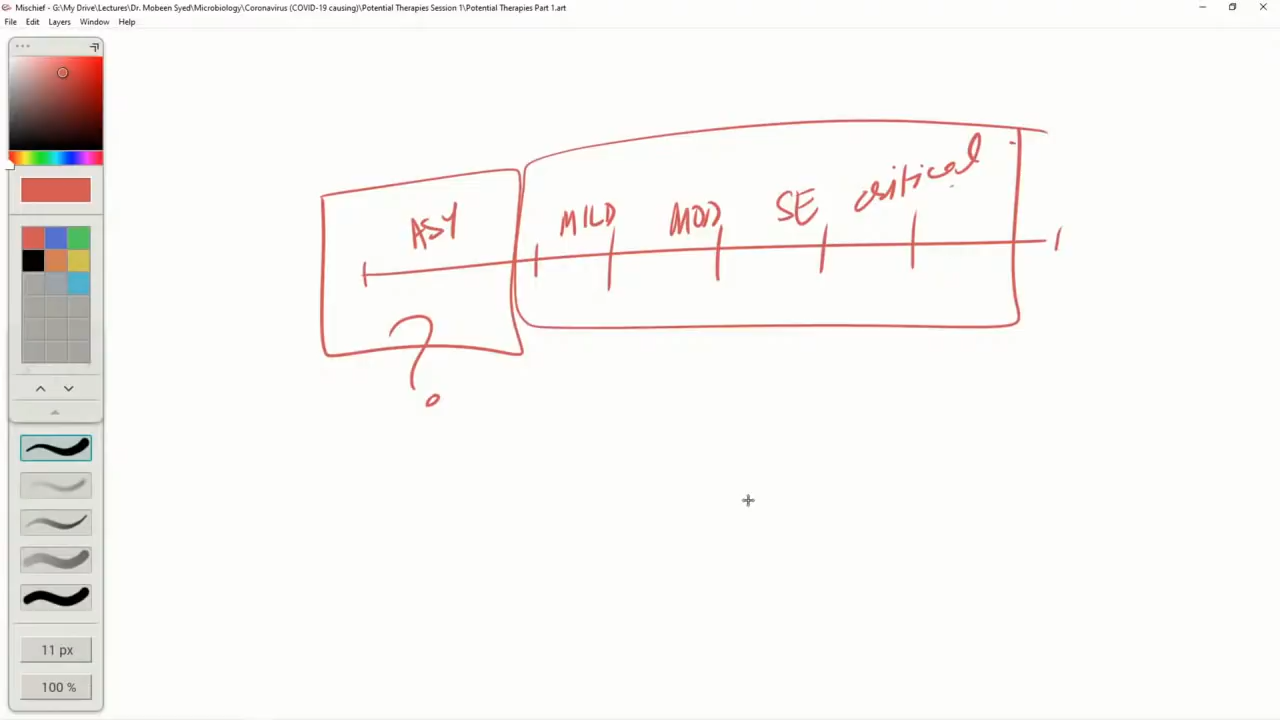 Mischief - G:\My Drive\Lectures\Dr. Mobeen Syed\Microbiology\Coronavirus (COVID-19 causing)\Potential Therapies Session 1\Potential Therapies Part 1.art
File Edit Layers Window Help
ASY MILD MOD SE critical
?
11 px
100 %